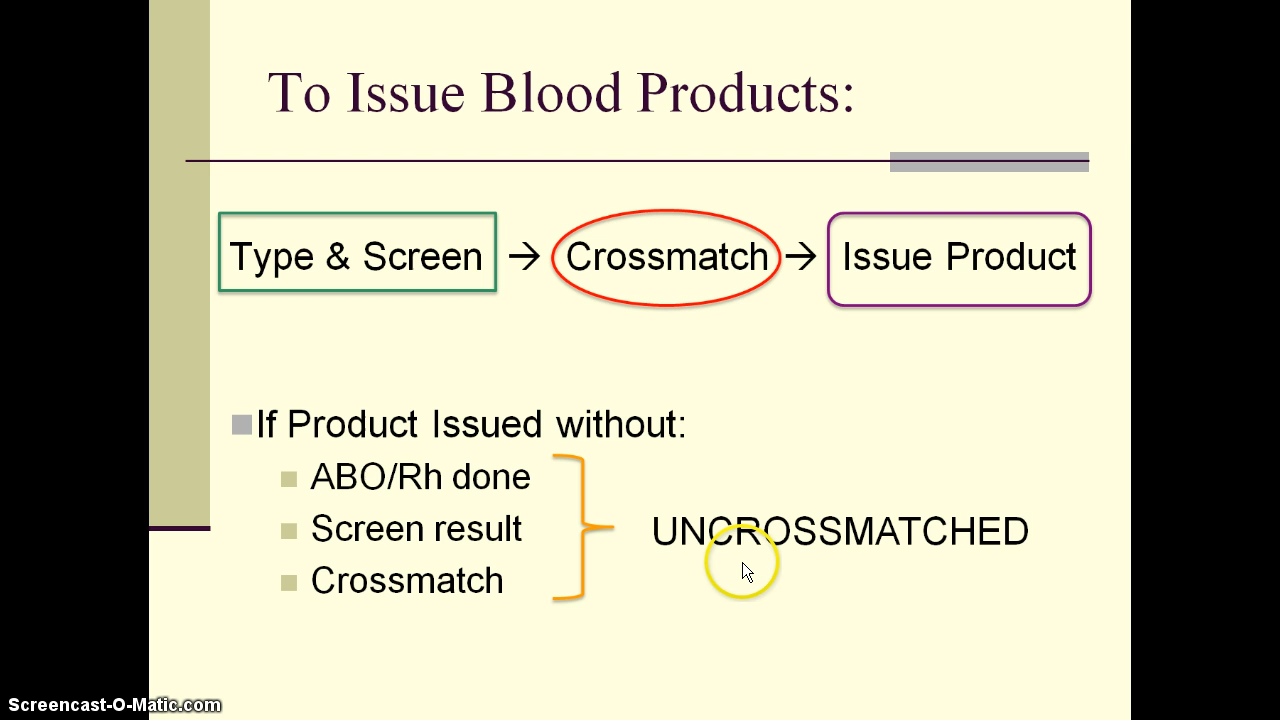 To Issue Blood Products:
Type & Screen → Crossmatch → Issue Product
If Product Issued without:
ABO/Rh done
Screen result
UNCROSSMATCHED
Crossmatch
Screencast-O-Matic.com